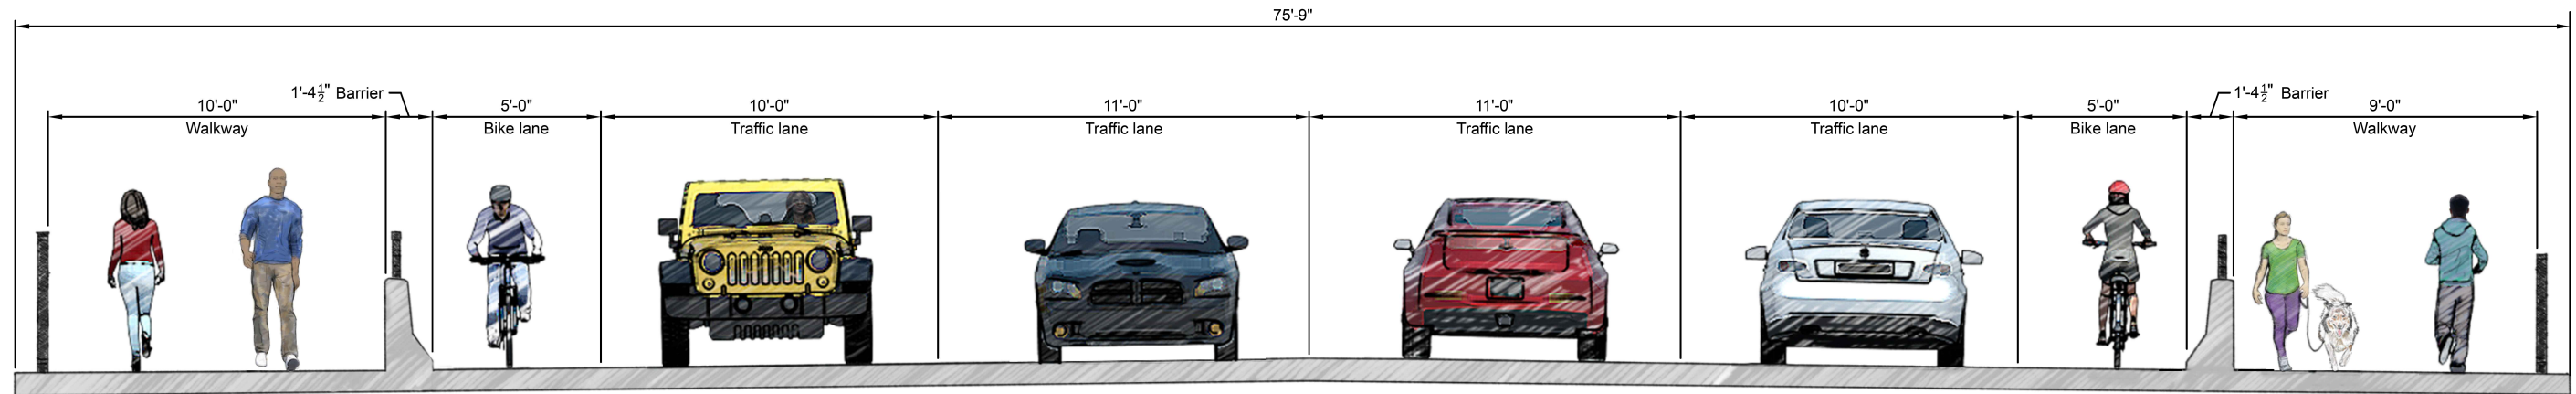 75'-9"
10'-0"
Walkway
1'-4½" Barrier
5'-0"
Bike lane
10'-0"
Traffic lane
11'-0"
Traffic lane
11'-0"
Traffic lane
10'-0"
Traffic lane
5'-0"
Bike lane
1'-4½" Barrier
9'-0"
Walkway